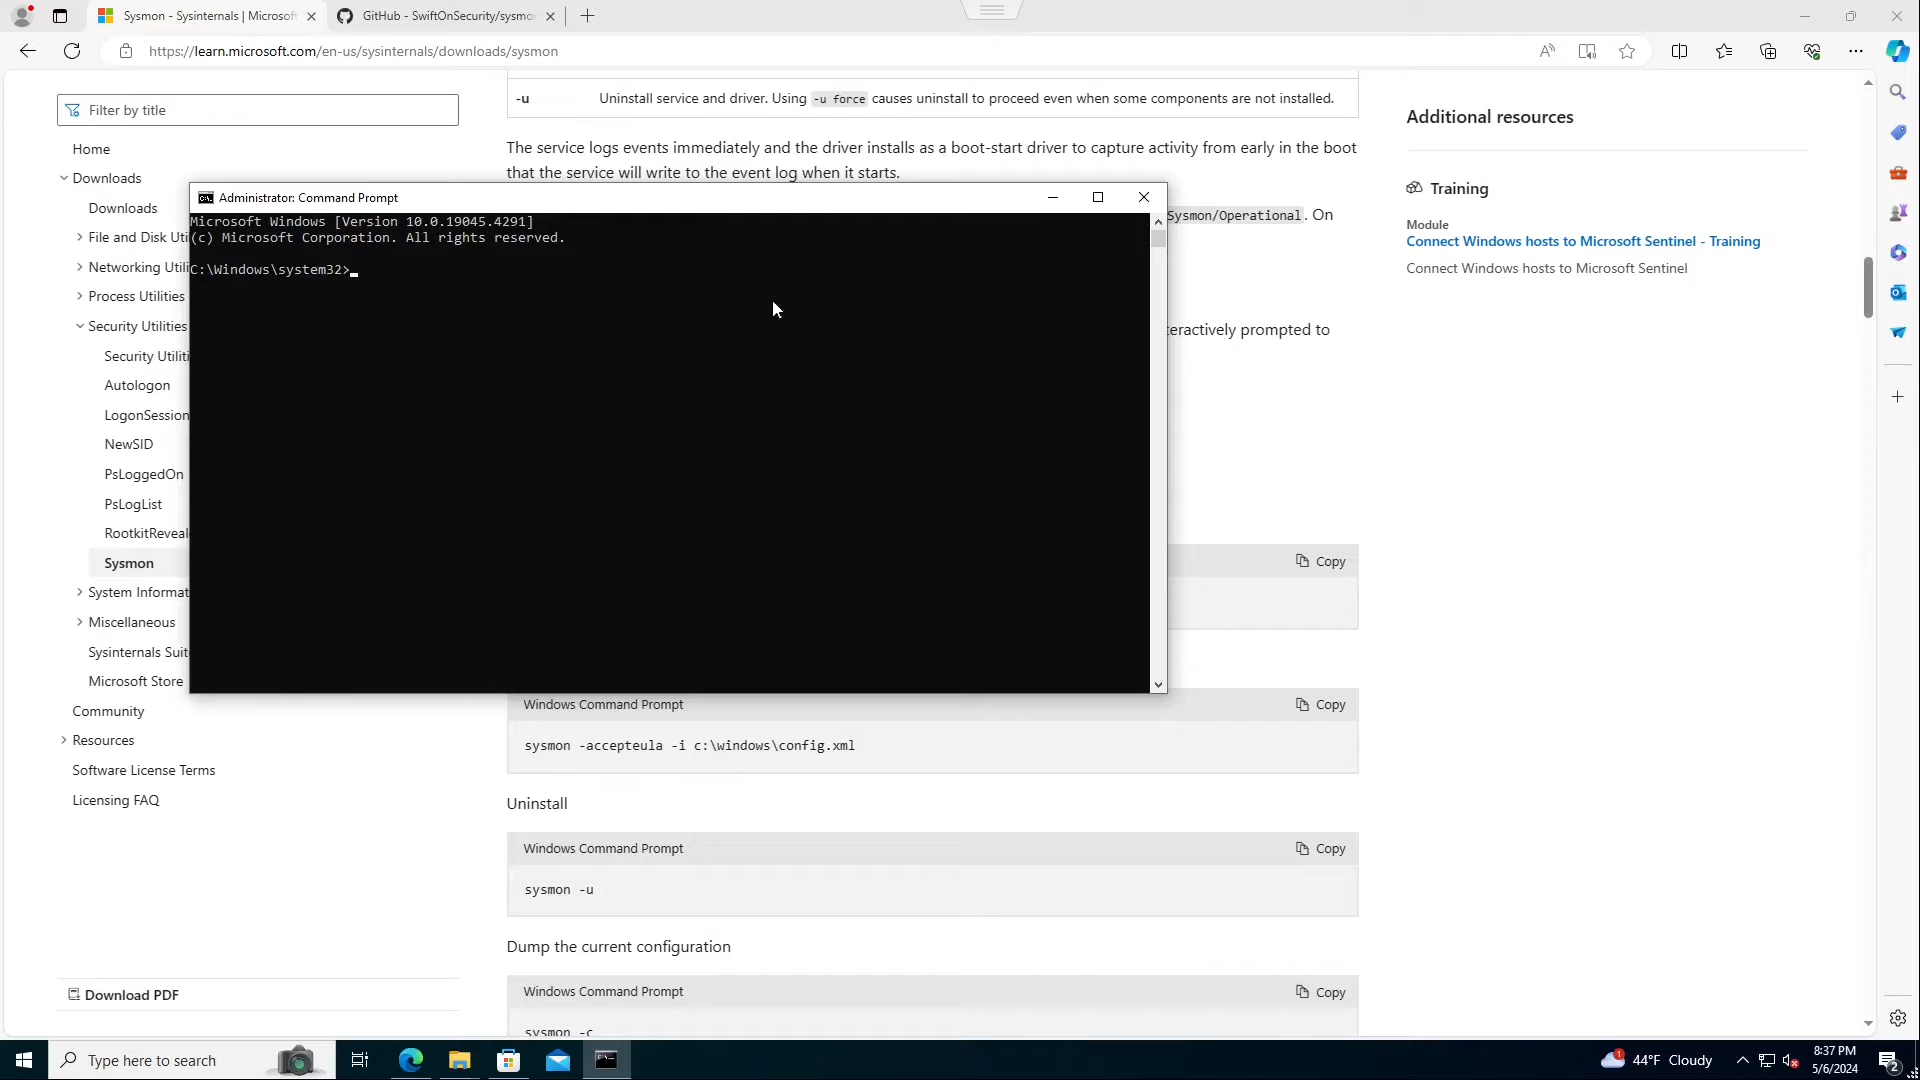 Sysmon - Sysinternals | Microsoft
GitHub - SwiftOnSecurity/sysmo
https://learn.microsoft.com/en-us/sysinternals/downloads/sysmon
Filter by title
Home
Downloads
Downloads
File and Disk Uti
Networking Utili
Process Utilities
Security Utilities
Security Utiliti
Autologon
LogonSession
NewSID
PsLoggedOn
PsLogList
RootkitReveal
Sysmon
System Informat
Miscellaneous
Sysinternals Suit
Microsoft Store
Community
Resources
Software License Terms
Licensing FAQ
Download PDF
-u Uninstall service and driver. Using -u force causes uninstall to proceed even when some components are not installed.
The service logs events immediately and the driver installs as a boot-start driver to capture activity from early in the boot
that the service will write to the event log when it starts.
Sysmon/Operational. On
teractively prompted to
Administrator: Command Prompt
Microsoft Windows [Version 10.0.19045.4291]
(c) Microsoft Corporation. All rights reserved.
C:\Windows\system32>
Copy
Windows Command Prompt Copy
sysmon -accepteula -i c:\windows\config.xml
Uninstall
Windows Command Prompt Copy
sysmon -u
Dump the current configuration
Windows Command Prompt Copy
sysmon -c
Additional resources
Training
Module
Connect Windows hosts to Microsoft Sentinel - Training
Connect Windows hosts to Microsoft Sentinel
Type here to search
1
44°F Cloudy
8:37 PM
5/6/2024
2